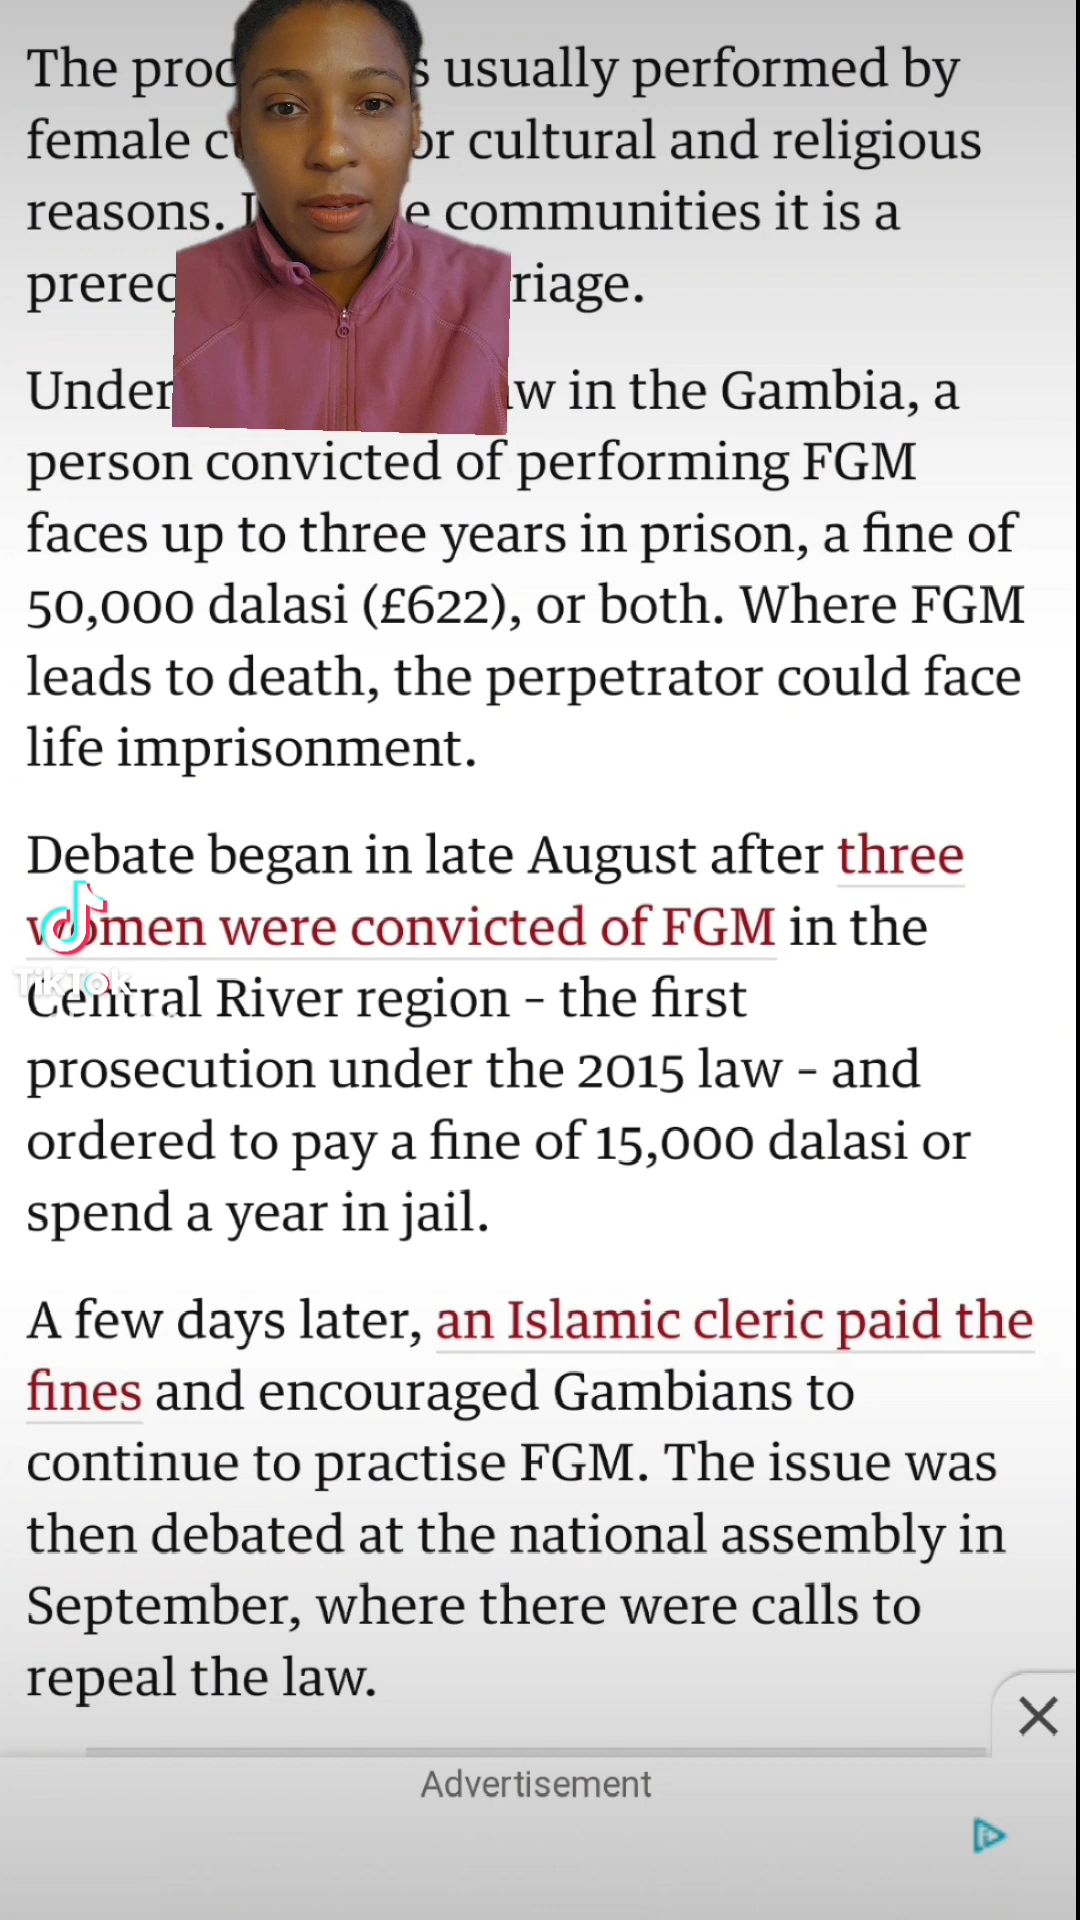 The proc s usually performed by
female c or cultural and religious
reasons. I e communities it is a
prereq riage.
Under w in the Gambia, a
person convicted of performing FGM
faces up to three years in prison, a fine of
50,000 dalasi (£622), or both. Where FGM
leads to death, the perpetrator could face
life imprisonment.
Debate began in late August after three
women were convicted of FGM in the
TikTok
Central River region – the first
prosecution under the 2015 law – and
ordered to pay a fine of 15,000 dalasi or
spend a year in jail.
A few days later, an Islamic cleric paid the
fines and encouraged Gambians to
continue to practise FGM. The issue was
then debated at the national assembly in
September, where there were calls to
repeal the law.
Advertisement